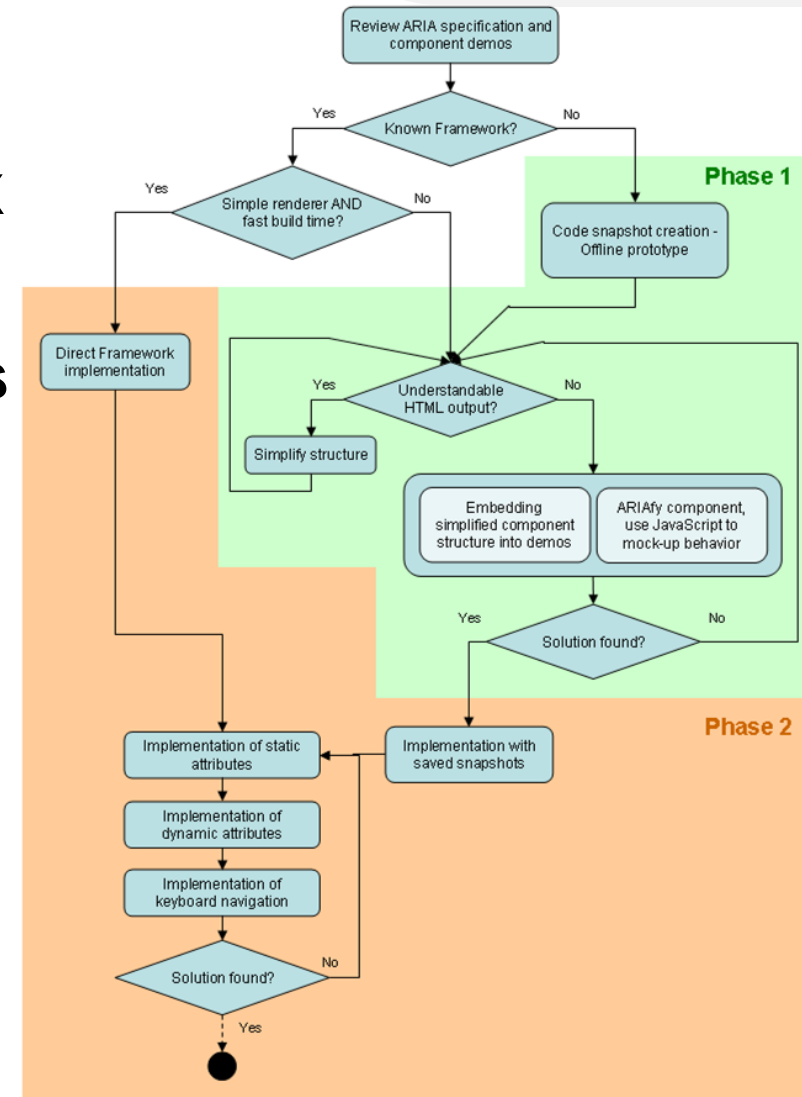 Review ARIA specification and
component demos
Yes
Known Framework?
No
Phase 1
Yes
Simple renderer AND
fast build time?
No
Code snapshot creation -
Offline prototype
Direct Framework
implementation
Yes
Understandable
HTML output?
No
Simplify structure
Embedding
simplified component
structure into demos
ARIAfy component,
use JavaScript to
mock-up behavior
Yes
Solution found?
No
Phase 2
Implementation of static
attributes
Implementation with
saved snapshots
Implementation of
dynamic attributes
Implementation of
keyboard navigation
Solution found?
No
Yes